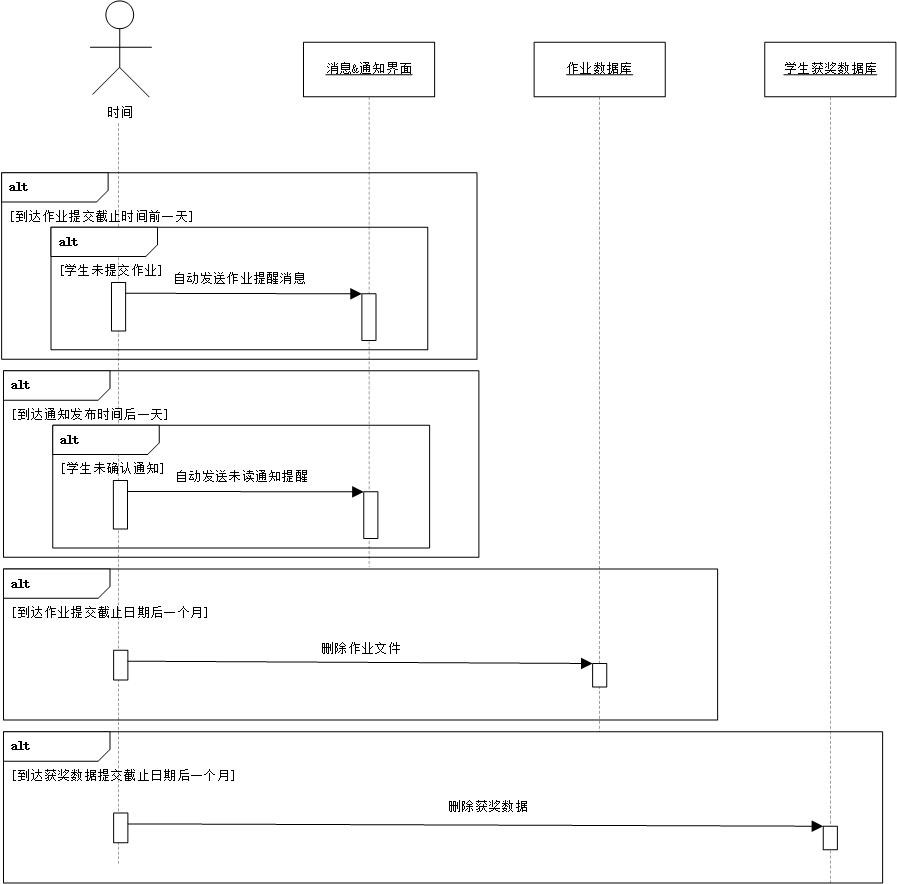 时间
消息&通知界面
作业数据库
学生获奖数据库
alt
[到达作业提交截止时间前一天]
alt
[学生未提交作业]
自动发送作业提醒消息
alt
[到达通知发布时间后一天]
alt
[学生未确认通知]
自动发送未读通知提醒
alt
[到达作业提交截止日期后一个月]
删除作业文件
alt
[到达获奖数据提交截止日期后一个月]
删除获奖数据